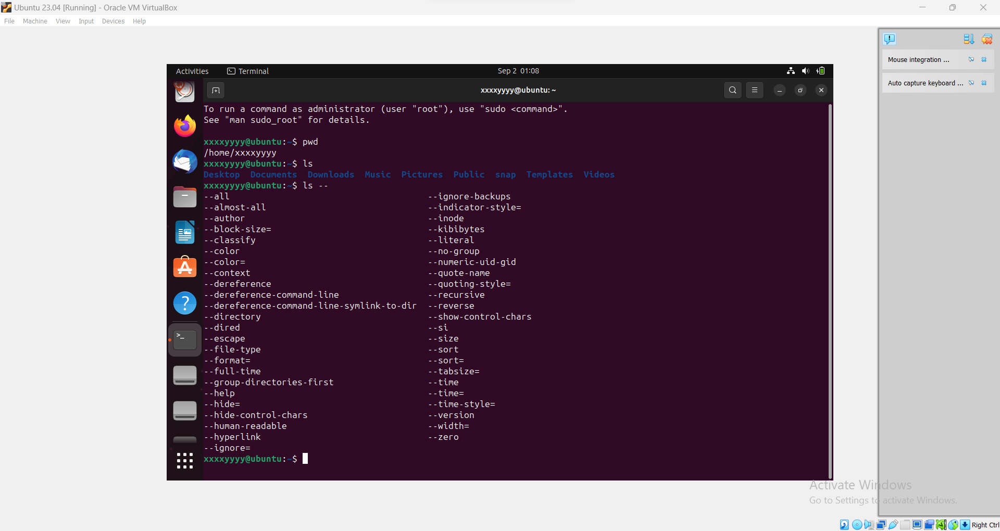 Ubuntu 23.04 [Running] - Oracle VM VirtualBox
File Machine View Input Devices Help
Mouse integration ...
Auto capture keyboard ...
Activities Terminal Sep 2 01:08
xxxxyyyy@ubuntu: ~
To run a command as administrator (user "root"), use "sudo <command>".
See "man sudo_root" for details.
xxxxyyyy@ubuntu:~$ pwd
/home/xxxxyyyy
xxxxyyyy@ubuntu:~$ ls
Desktop Documents Downloads Music Pictures Public snap Templates Videos
xxxxyyyy@ubuntu:~$ ls --
--all --ignore-backups
--almost-all --indicator-style=
--author --inode
--block-size= --kibibytes
--classify --literal
--color --no-group
--color= --numeric-uid-gid
--context --quote-name
--dereference --quoting-style=
--dereference-command-line --recursive
--dereference-command-line-symlink-to-dir --reverse
--directory --show-control-chars
--dired --si
--escape --size
--file-type --sort
--format= --sort=
--full-time --tabsize=
--group-directories-first --time
--help --time=
--hide= --time-style=
--hide-control-chars --version
--human-readable --width=
--hyperlink --zero
--ignore=
xxxxyyyy@ubuntu:~$
Activate Windows
Go to Settings to activate Windows.
Right Ctrl